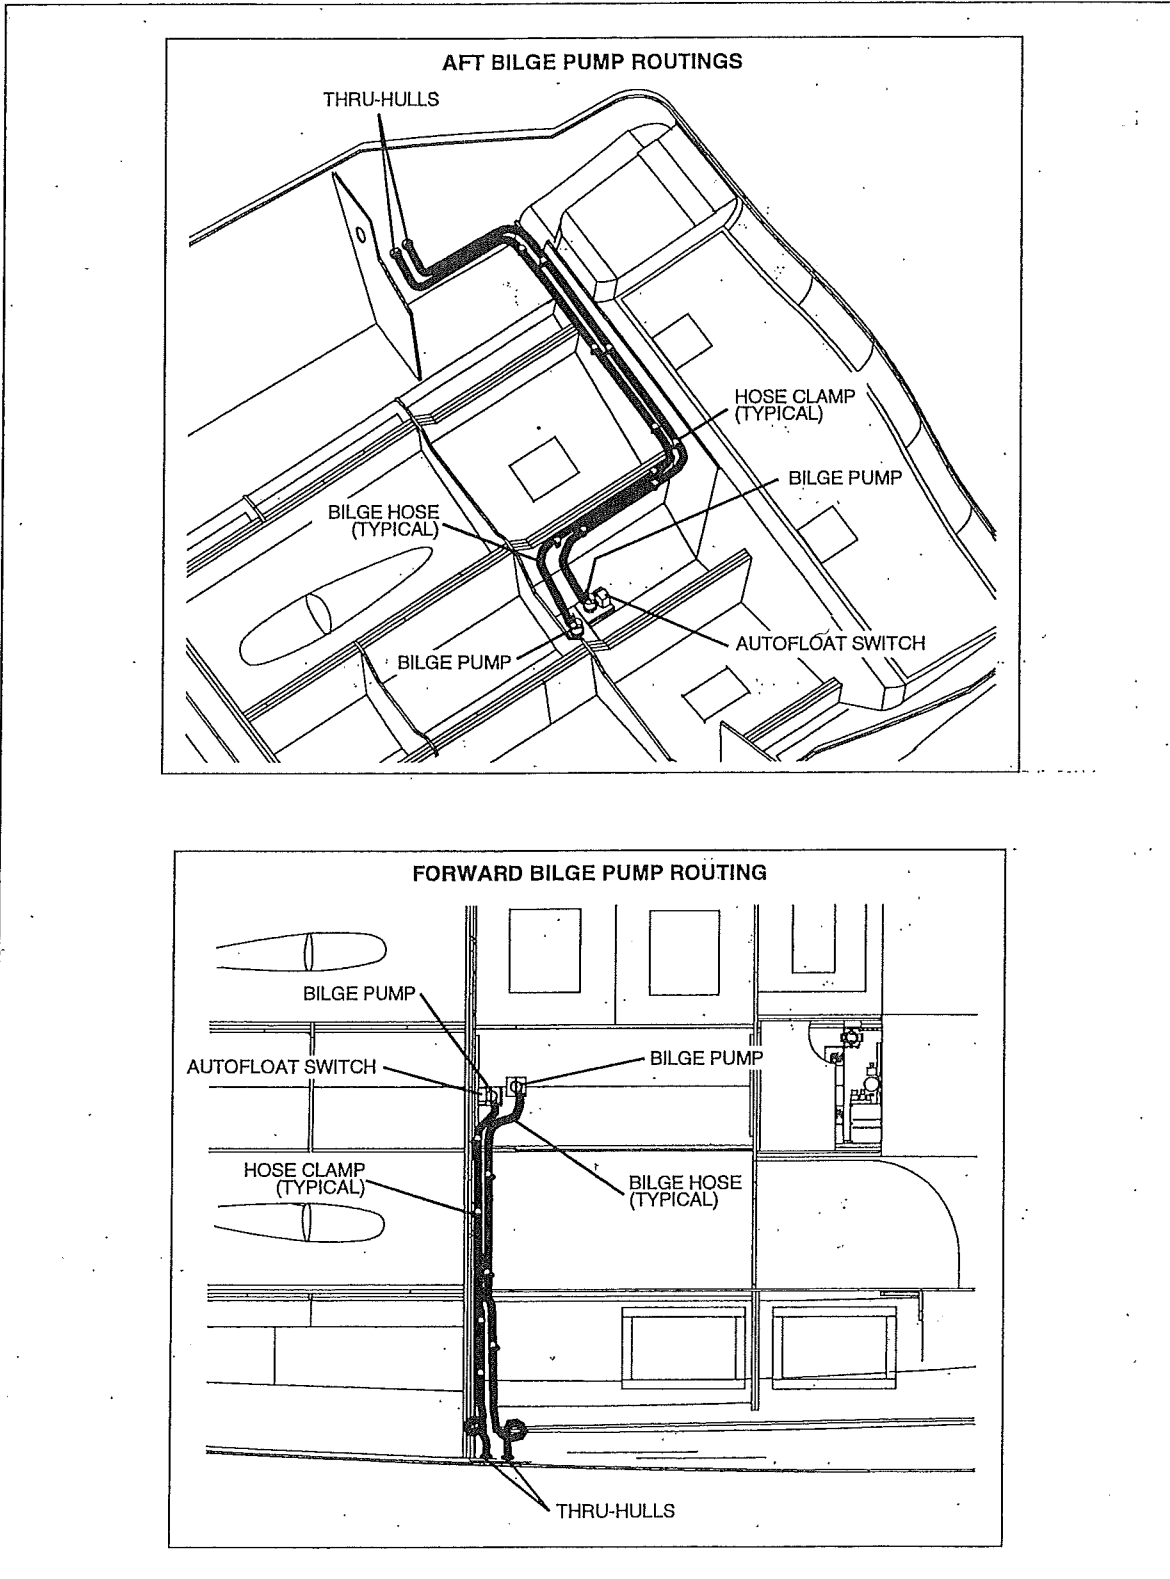 AFT BILGE PUMP ROUTINGS
THRU-HULLS
HOSE CLAMP
(TYPICAL)
BILGE PUMP
BILGE HOSE
(TYPICAL)
AUTOFLOAT SWITCH
BILGE PUMP
FORWARD BILGE PUMP ROUTING
BILGE PUMP
BILGE PUMP
AUTOFLOAT SWITCH
HOSE CLAMP
(TYPICAL)
BILGE HOSE
(TYPICAL)
THRU-HULLS